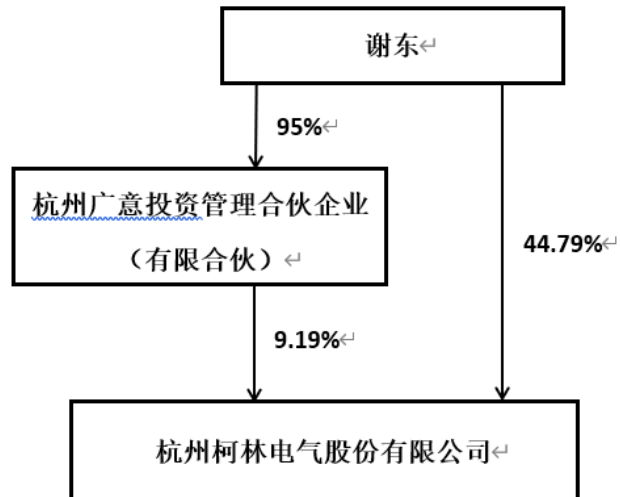 谢东
95%
杭州广意投资管理合伙企业
（有限合伙）
44.79%
9.19%
杭州柯林电气股份有限公司